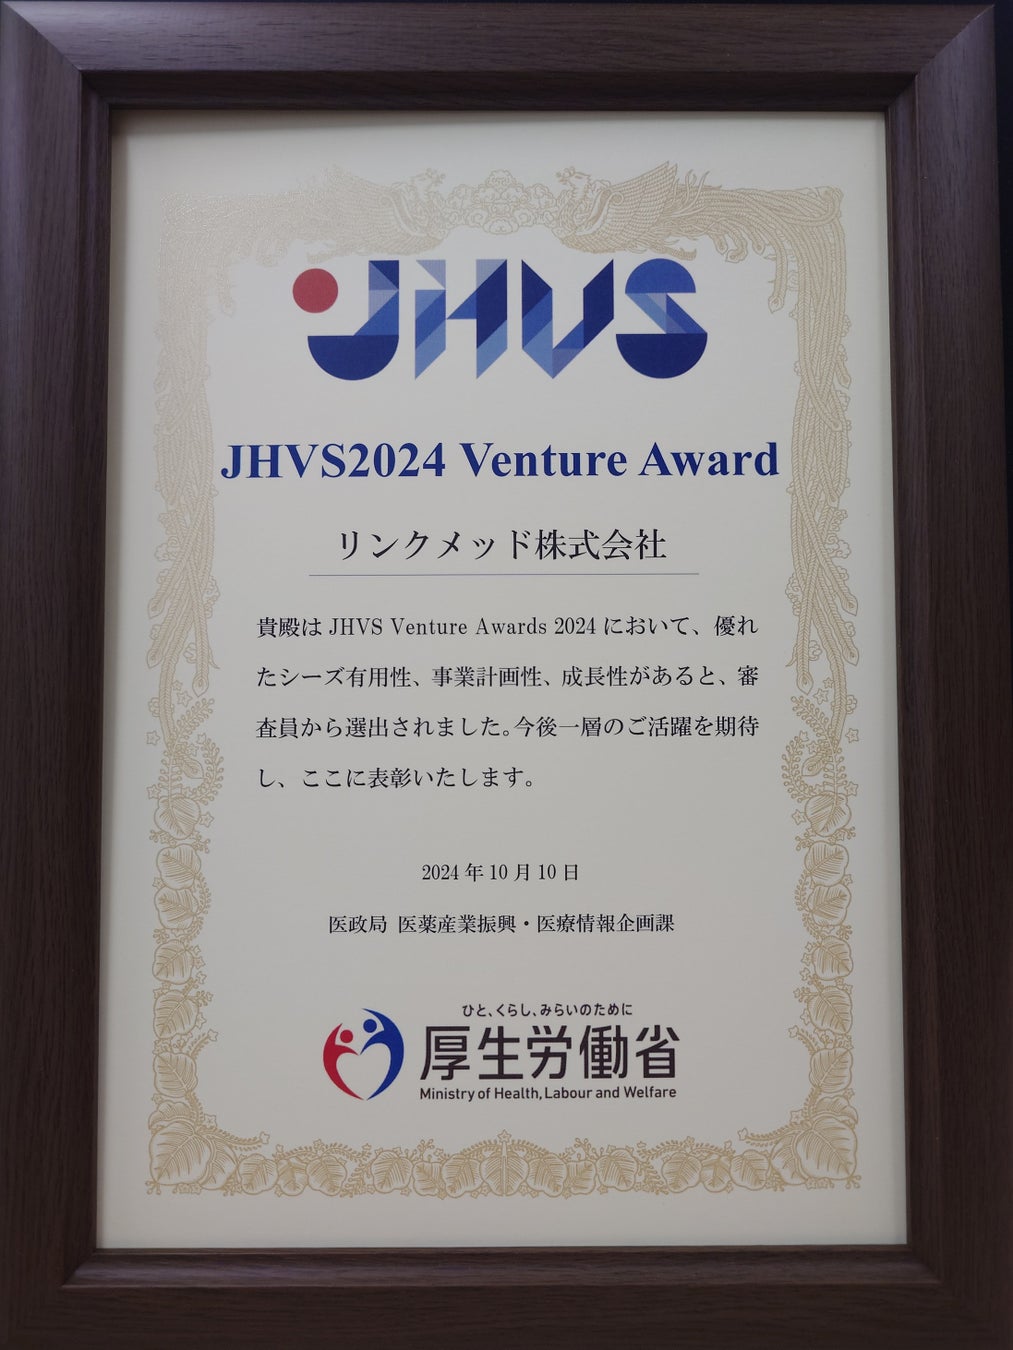 JHVS
JHVS2024 Venture Award
リンクメッド株式会社
貴殿は JHVS Venture Awards 2024 において、優れ
たシーズ有用性、事業計画性、成長性があると、審
査員から選出されました。今後一層のご活躍を期待
し、ここに表彰いたします。
2024 年 10 月 10 日
医政局 医薬産業振興・医療情報企画課
ひと、くらし、みらいのために
厚生労働省
Ministry of Health, Labour and Welfare